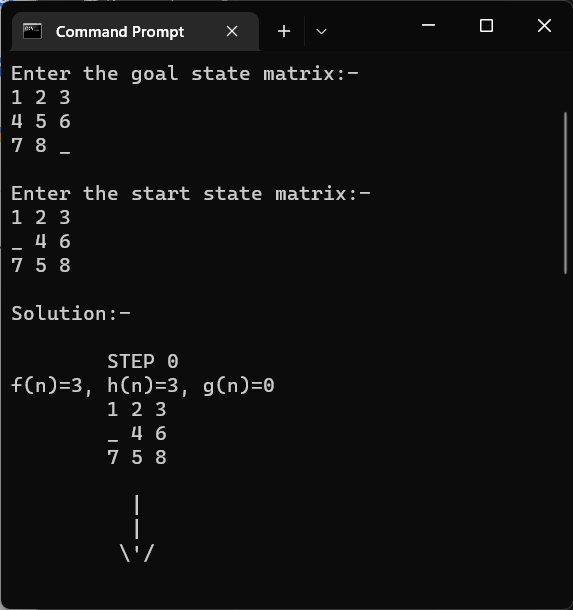 Command Prompt
Enter the goal state matrix:-
1 2 3
4 5 6
7 8 _
Enter the start state matrix:-
1 2 3
_ 4 6
7 5 8
Solution:-
STEP 0
f(n)=3, h(n)=3, g(n)=0
1 2 3
_ 4 6
7 5 8
|
|
\'/